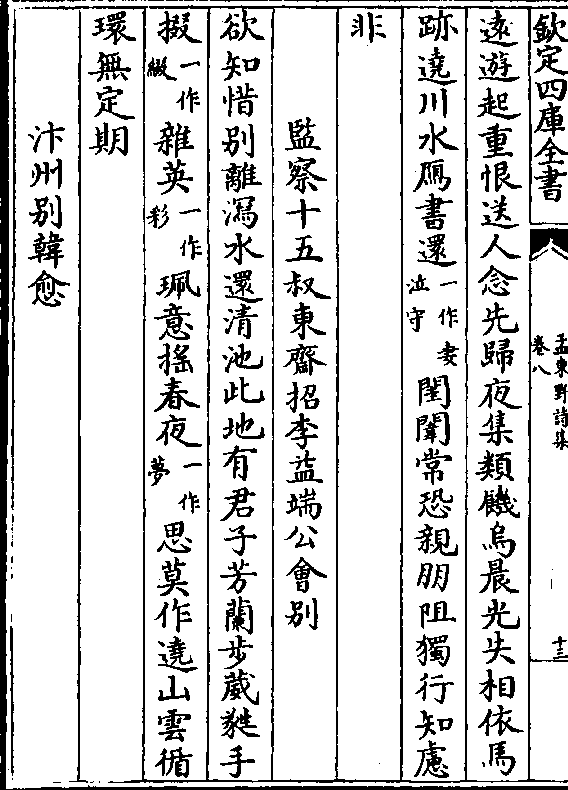 欽定四庫全書
孟東野詩集
卷八
十三
遠遊起重恨送人念先歸夜集類饑烏晨光失相依馬
跡遶川水鴈書還一作妾泣守閨闈常恐親朋阻獨行知慮
非
監察十五叔東齋招李益端公會别
欲知惜别離瀉水還清池此地有君子芳蘭步葳蕤手
掇一作綴雜英一作彩珮意搖春夜一作夢思莫作遶山雲循
環無定期
汴州别韓愈